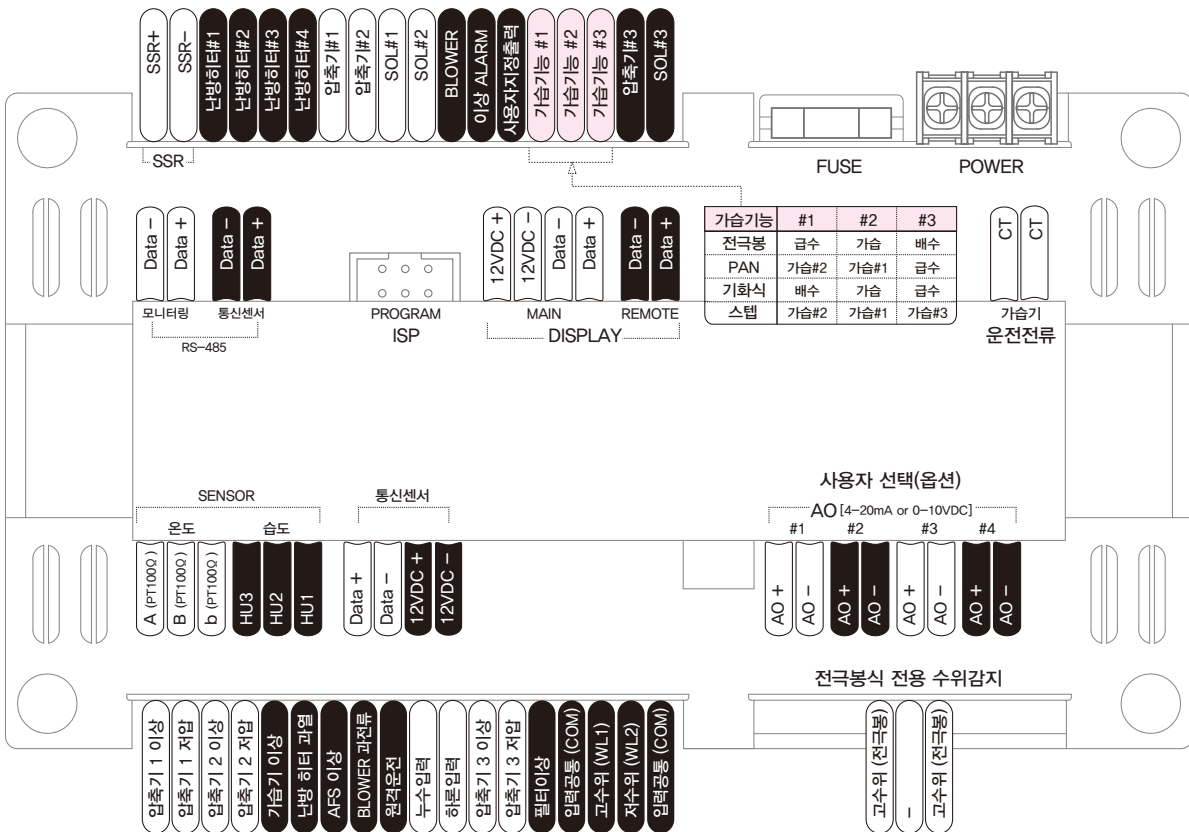 SSR+
SSR−
난방히터#1
난방히터#2
난방히터#3
난방히터#4
압축기#1
압축기#2
SOL#1
SOL#2
BLOWER
이상 ALARM
사용자지정출력
가습기능 #1
가습기능 #2
가습기능 #3
압축기#3
SOL#3
SSR
FUSE
POWER
Data −
Data +
Data −
Data +
12VDC +
12VDC −
Data −
Data +
Data −
Data +
가습기능 #1 #2 #3
전극봉 급수 가습 배수
PAN 가습#2 가습#1 급수
기화식 배수 가습 급수
스텝 가습#2 가습#1 가습#3
CT
CT
모니터링
통신센서
RS−485
PROGRAM
ISP
MAIN
REMOTE
DISPLAY
가습기
운전전류
SENSOR
온도
습도
통신센서
사용자 선택(옵션)
AO [4−20mA or 0−10VDC]
#1 #2 #3 #4
A (PT100Ω)
B (PT100Ω)
b (PT100Ω)
HU3
HU2
HU1
Data +
Data −
12VDC +
12VDC −
AO +
AO −
AO +
AO −
AO +
AO −
AO +
AO −
전극봉식 전용 수위감지
압축기 1 이상
압축기 1 저압
압축기 2 이상
압축기 2 저압
가습기 이상
난방 히터 과열
AFS 이상
BLOWER 과전류
원격운전
누수입력
하론입력
압축기 3 이상
압축기 3 저압
필터이상
입력공통 (COM)
고수위 (WL1)
저수위 (WL2)
입력공통 (COM)
고수위 (전극봉)
−
고수위 (전극봉)